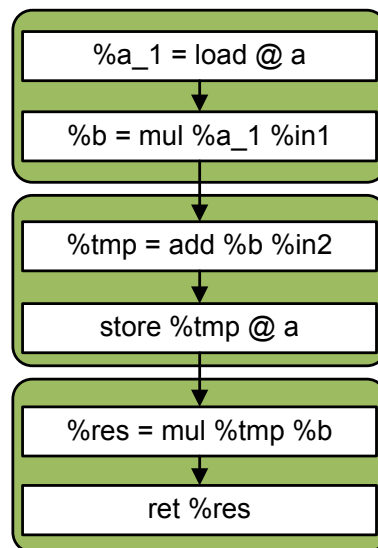 %a_1 = load @ a
%b = mul %a_1 %in1
%tmp = add %b %in2
store %tmp @ a
%res = mul %tmp %b
ret %res